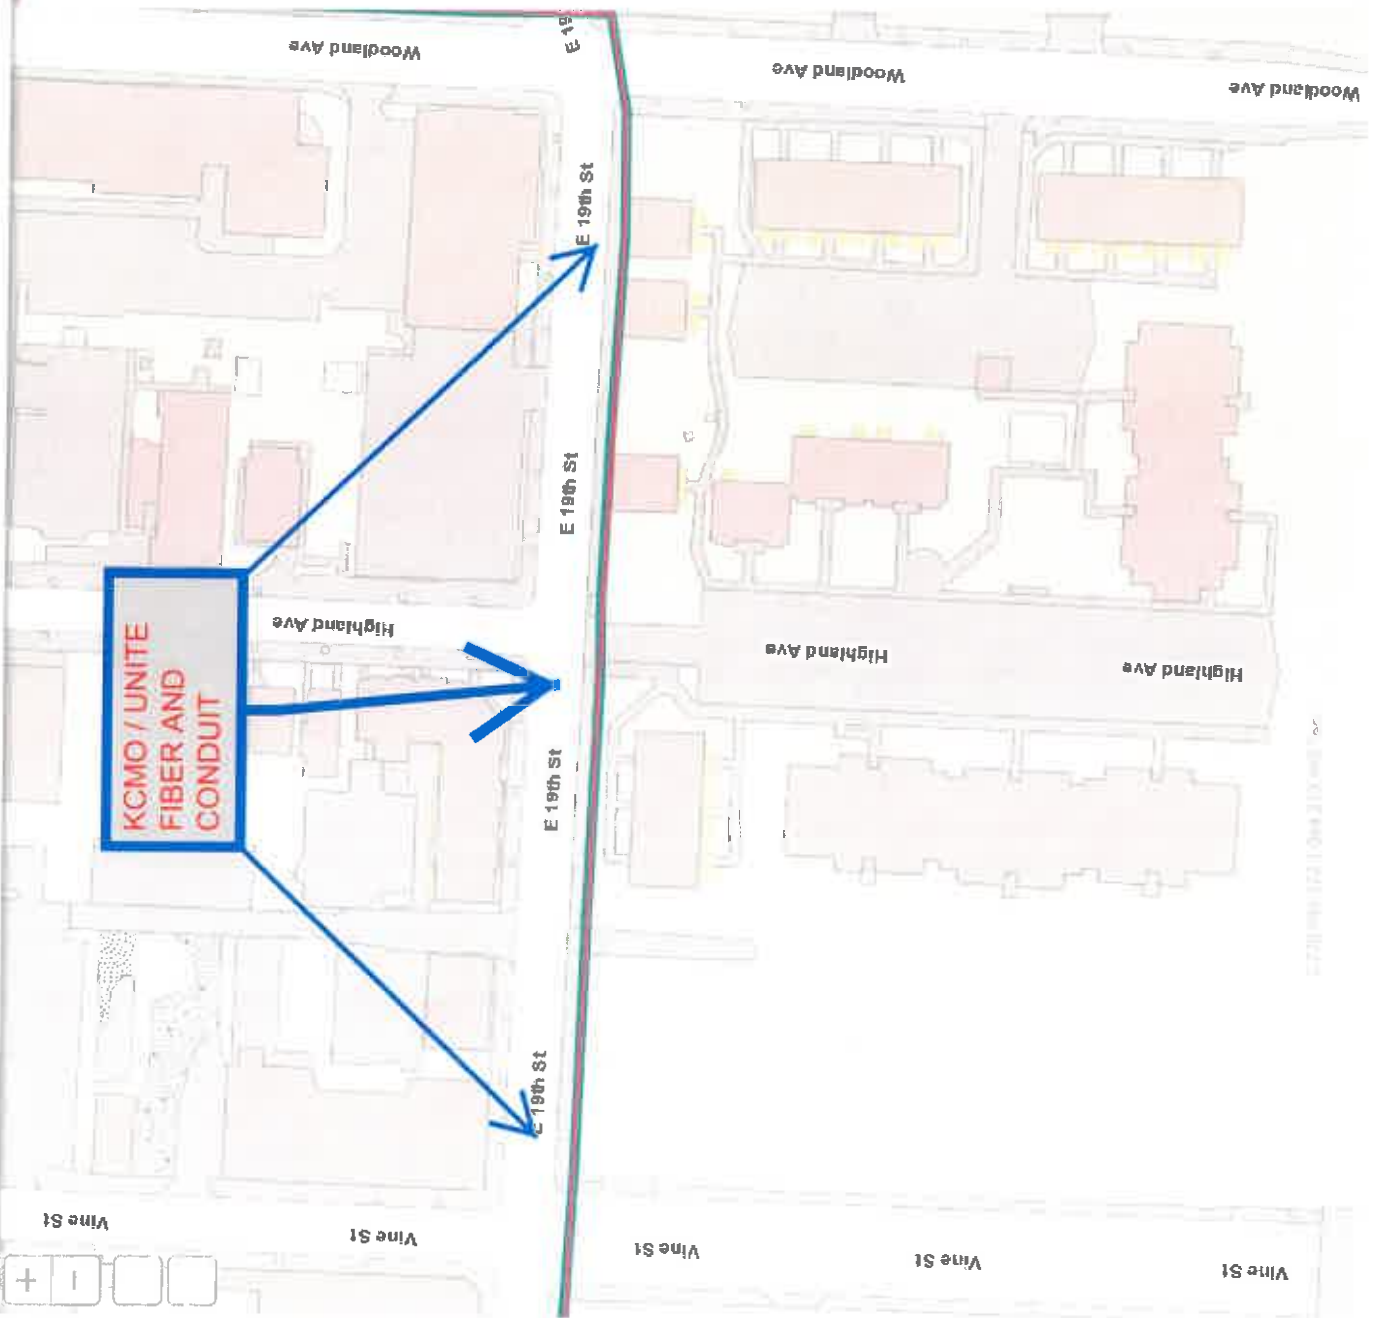 Woodland Ave
Woodland Ave
Woodland Ave
E 19
E 19th St
E 19th St
E 19th St
E 19th St
KCMO / UNITE
FIBER AND
CONDUIT
Highland Ave
Highland Ave
Highland Ave
Vine St
Vine St
Vine St
Vine St
Vine St
+
-